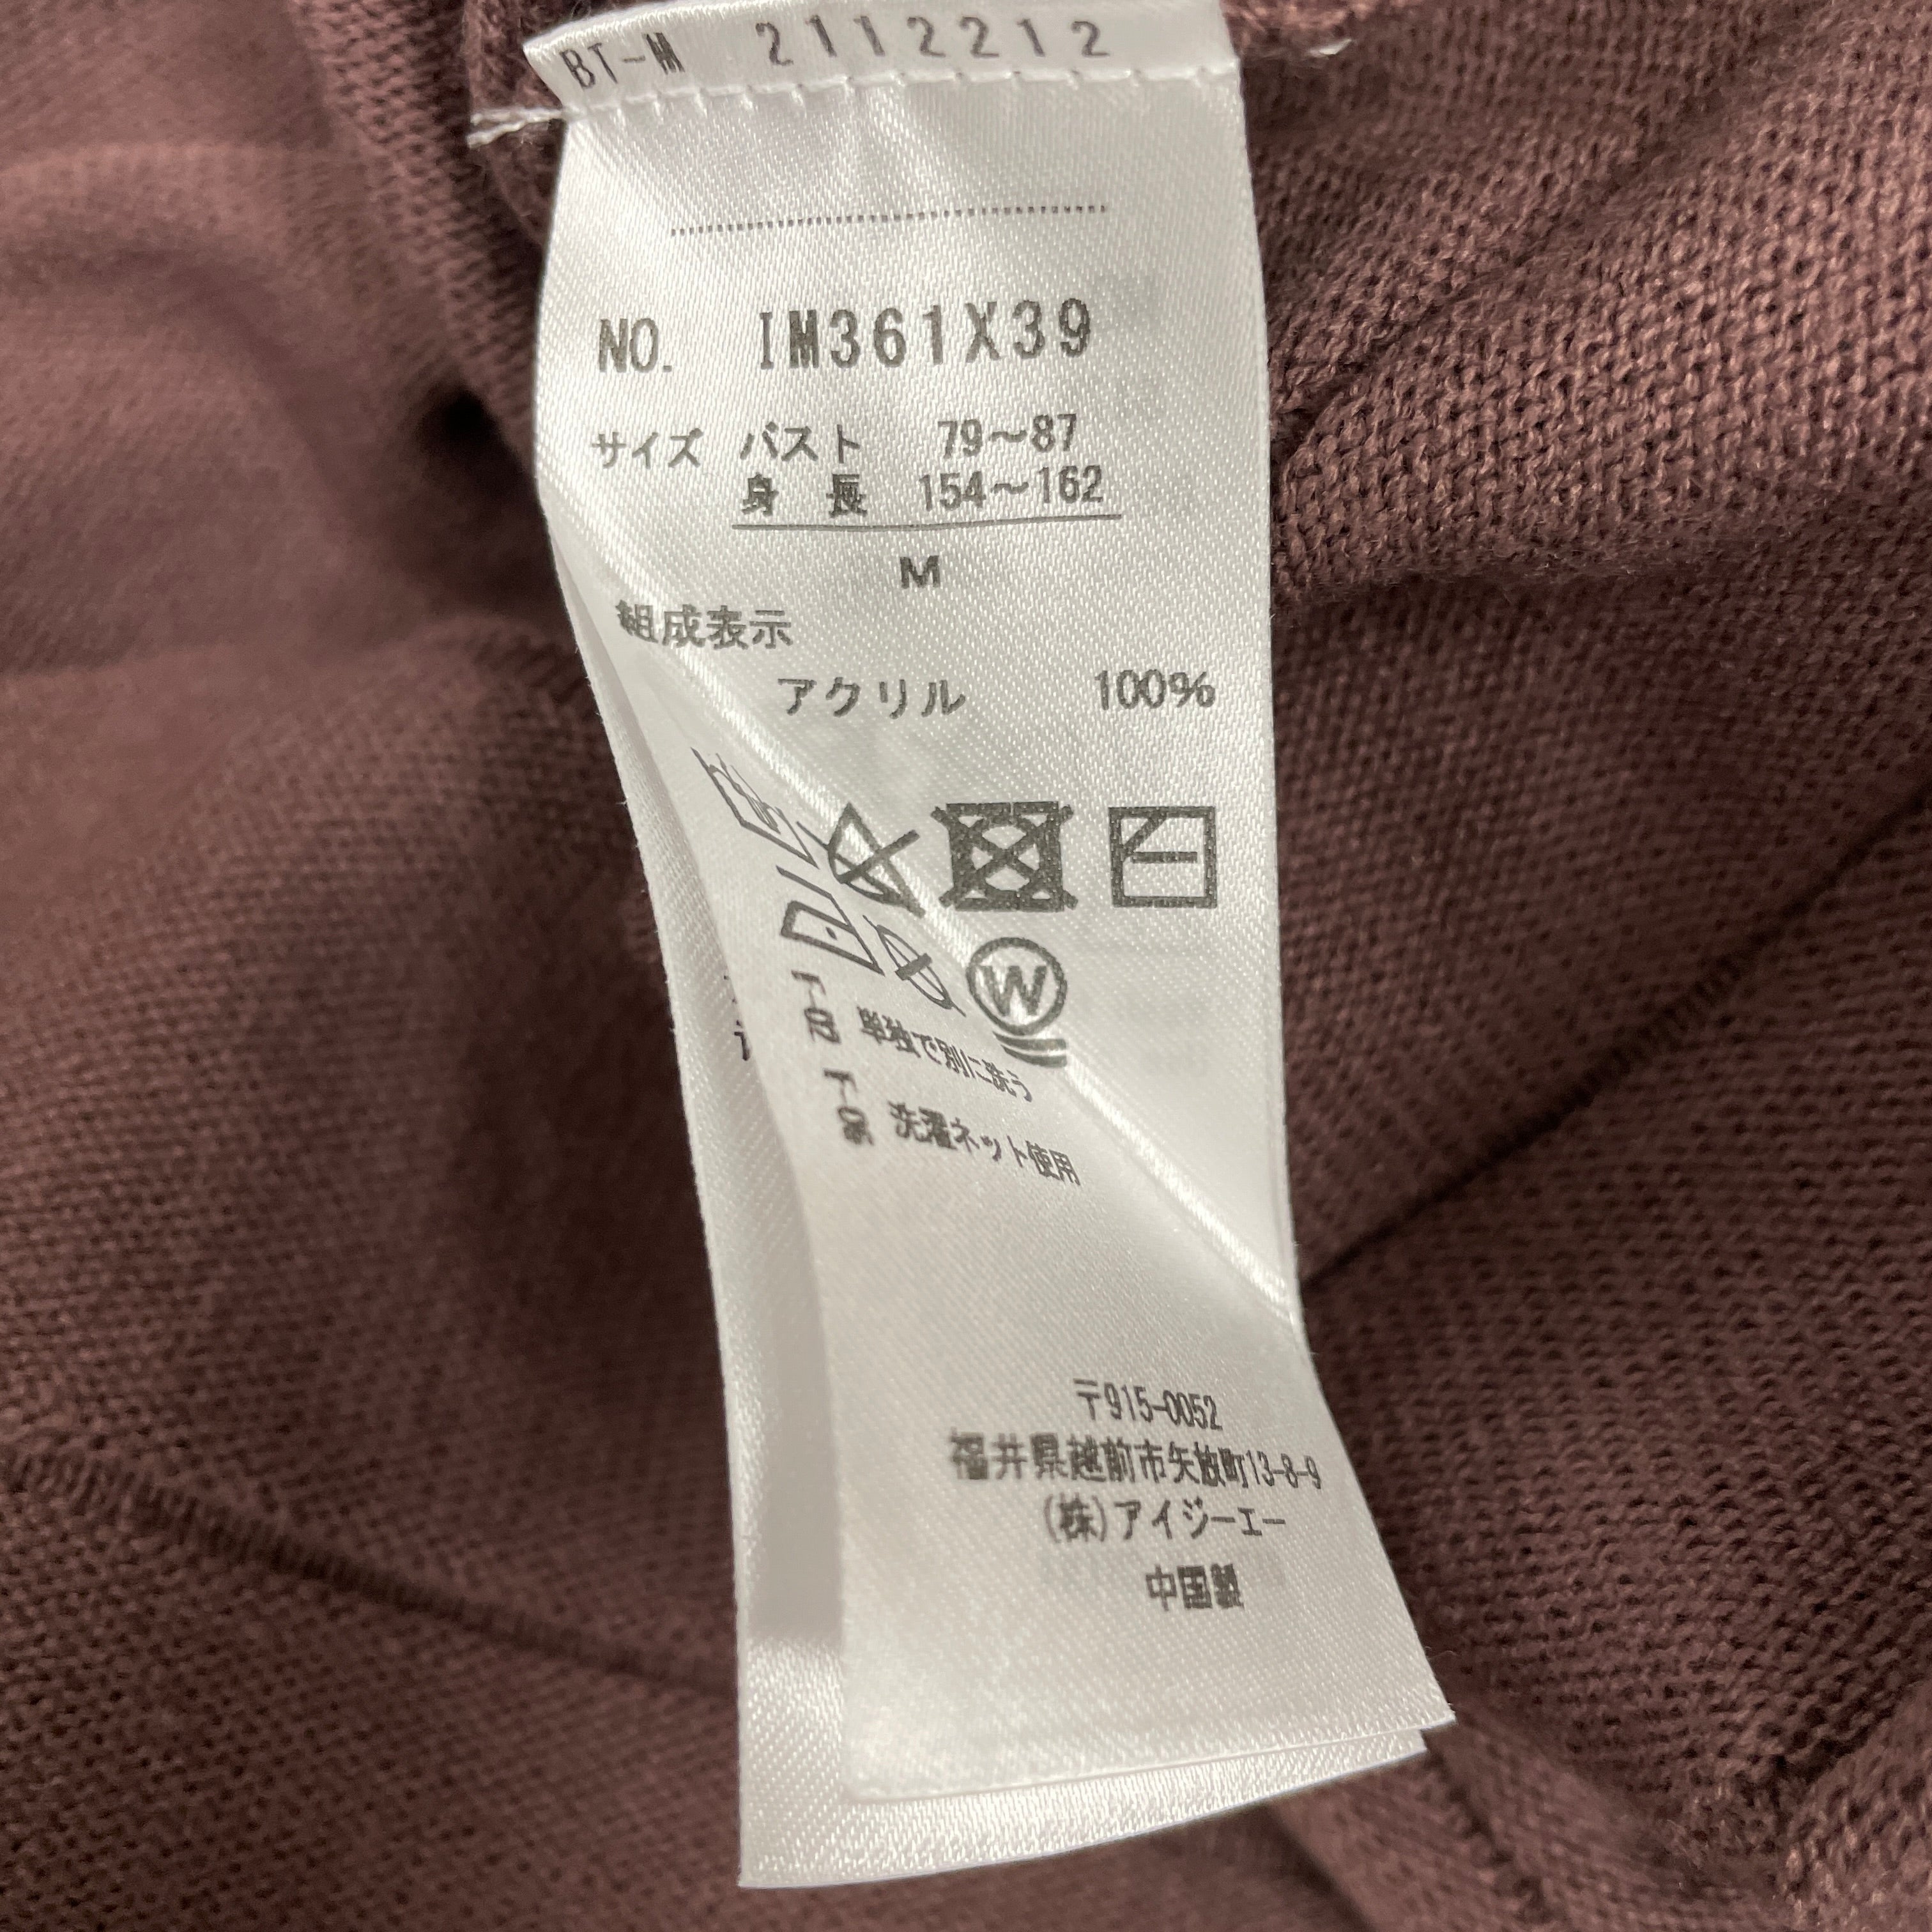 BT-M 2112212
NO. IM361X39
サイズ バスト 79～87
身長 154～162
M
組成表示
アクリル 100%
W
F-02 単独で別に洗う
F-06 洗濯ネット使用
〒915-0052
福井県越前市矢放町13-8-9
(株)アイジーエー
中国製